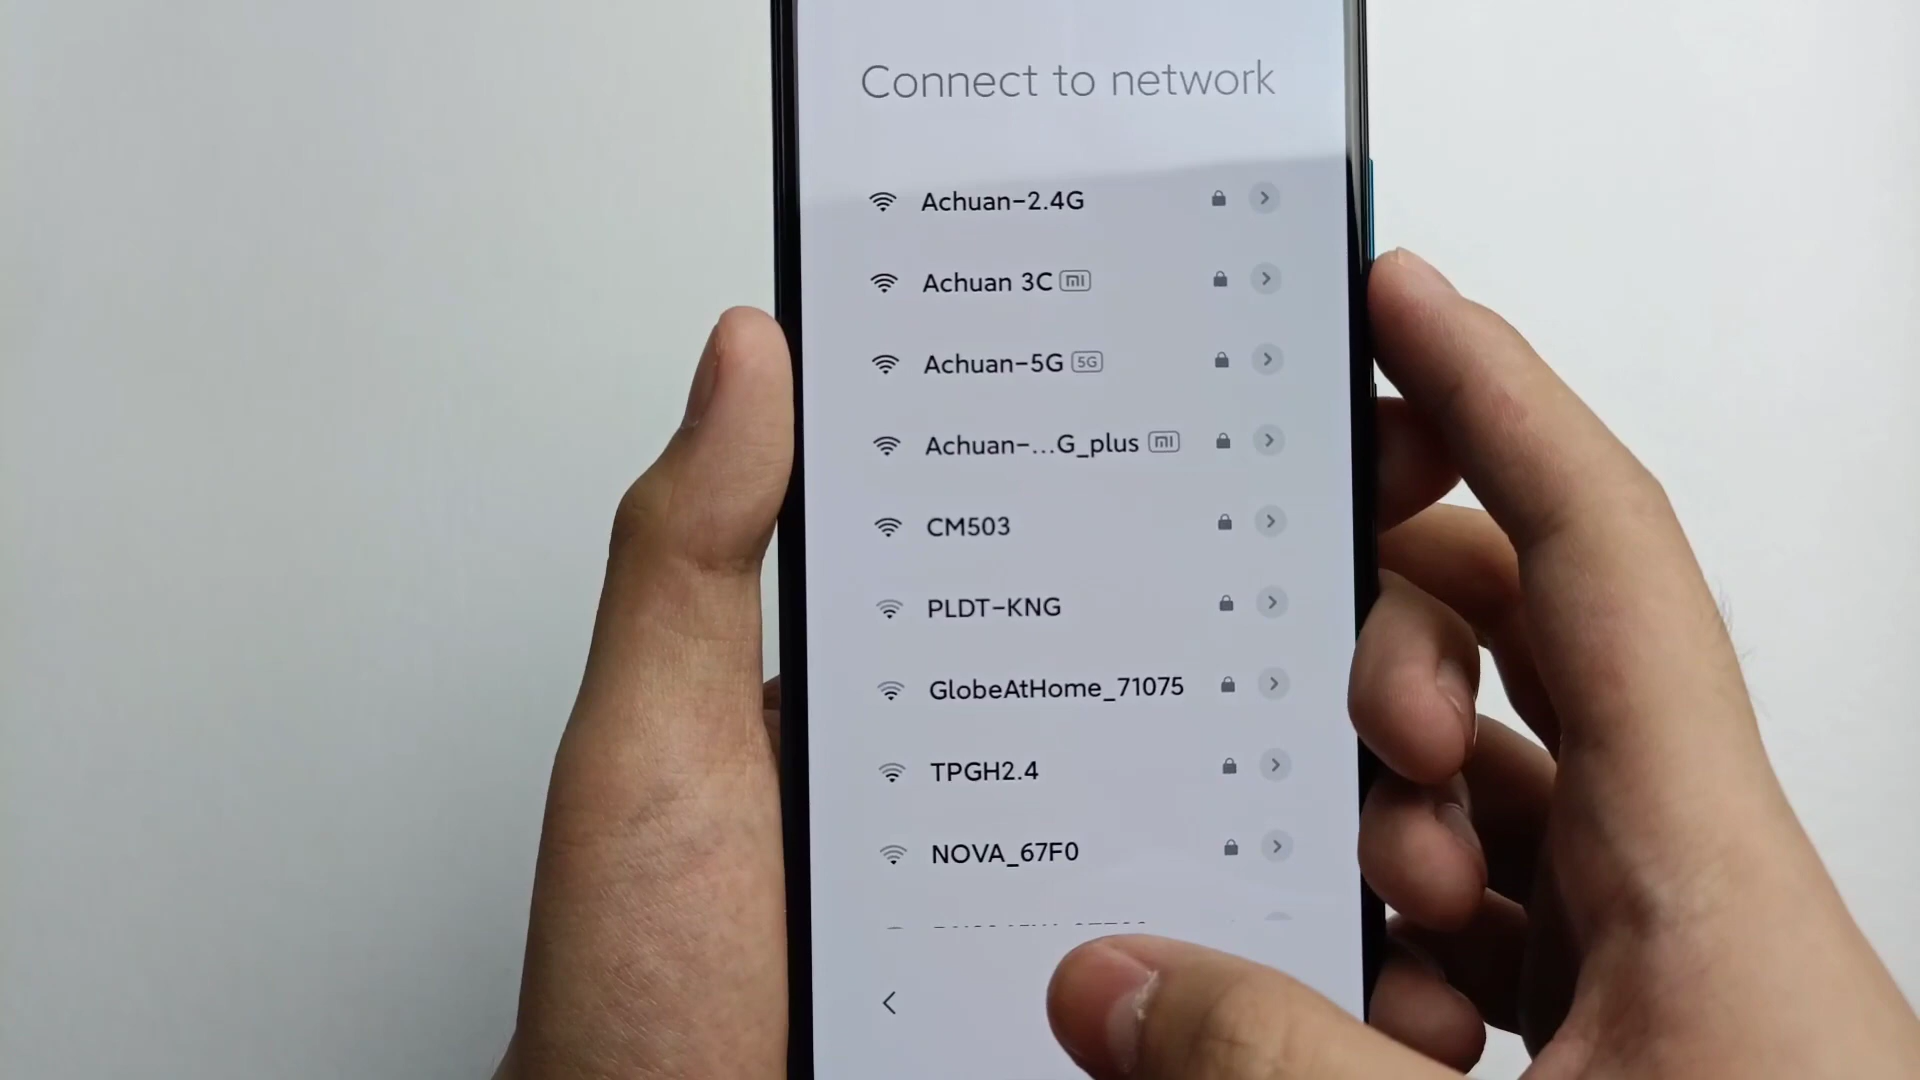 Connect to network
Achuan-2.4G
Achuan 3C mi
Achuan-5G 5G
Achuan-...G_plus mi
CM503
PLDT-KNG
GlobeAtHome_71075
TPGH2.4
NOVA_67F0